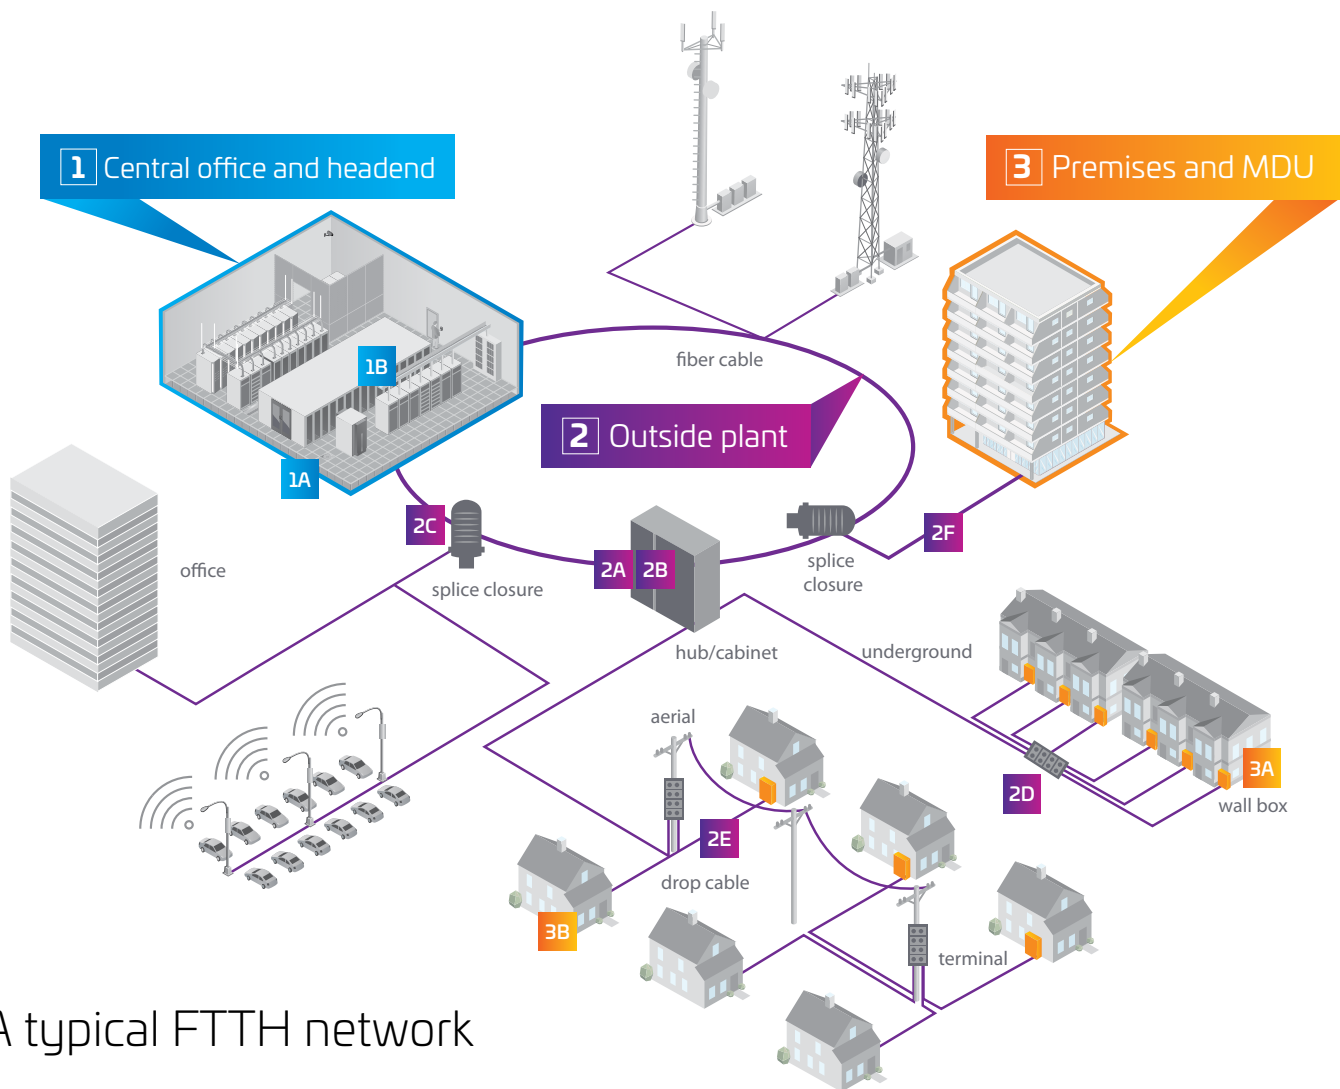 1 Central office and headend
3 Premises and MDU
fiber cable
1B
2 Outside plant
1A
2C
2F
2A
2B
splice
closure
office
splice closure
hub/cabinet
underground
aerial
3A
2D
wall box
2E
drop cable
3B
terminal
A typical FTTH network